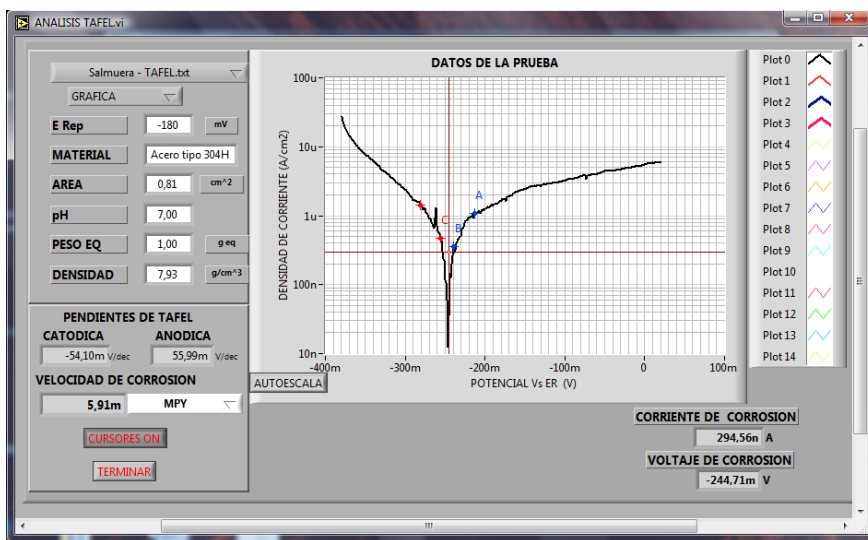 ANALISIS TAFEL.vi
Salmuera - TAFEL.txt
GRAFICA
E Rep -180 mV
MATERIAL Acero tipo 304H
AREA 0,81 cm^2
pH 7,00
PESO EQ 1,00 g eq
DENSIDAD 7,93 g/cm^3
PENDIENTES DE TAFEL
CATODICA ANODICA
-54,10m V/dec 55,99m V/dec
VELOCIDAD DE CORROSION
5,91m MPY
CURSORES ON
TERMINAR
DATOS DE LA PRUEBA
DENSIDAD DE CORRIENTE (A/cm2)
100u
10u
1u
100n
10n
A
B
C
-400m -300m -200m -100m 0 100m
POTENCIAL Vs ER (V)
AUTOESCALA
Plot 0
Plot 1
Plot 2
Plot 3
Plot 4
Plot 5
Plot 6
Plot 7
Plot 8
Plot 9
Plot 10
Plot 11
Plot 12
Plot 13
Plot 14
CORRIENTE DE CORROSION
294,56n A
VOLTAJE DE CORROSION
-244,71m V